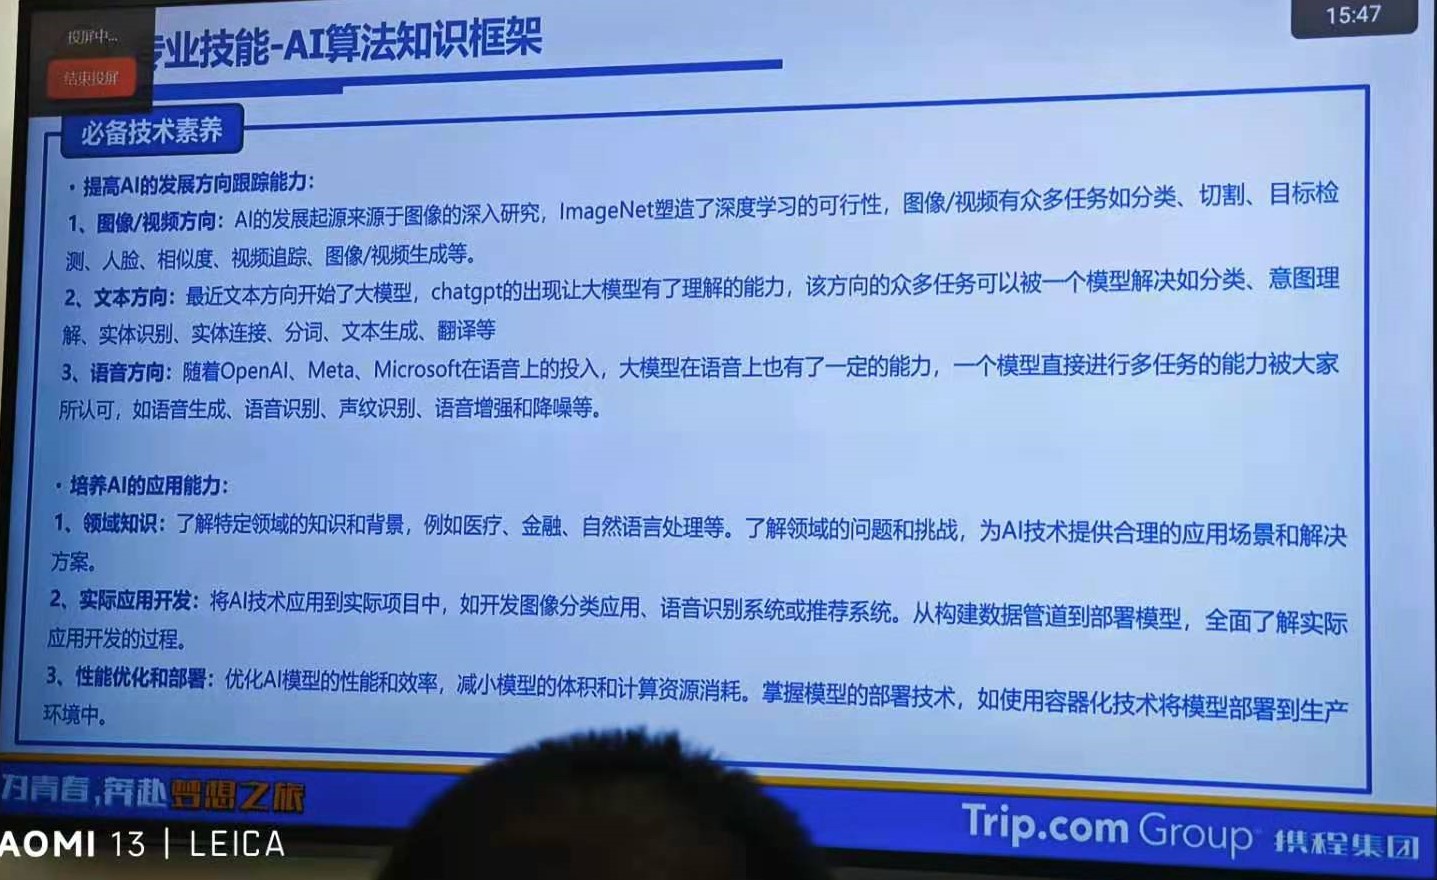 投屏中...
结束投屏
15:47
专业技能-AI算法知识框架
必备技术素养
· 提高AI的发展方向跟踪能力：
1、图像/视频方向：AI的发展起源来源于图像的深入研究，ImageNet塑造了深度学习的可行性，图像/视频有众多任务如分类、切割、目标检
测、人脸、相似度、视频追踪、图像/视频生成等。
2、文本方向：最近文本方向开始了大模型，chatgpt的出现让大模型有了理解的能力，该方向的众多任务可以被一个模型解决如分类、意图理
解、实体识别、实体连接、分词、文本生成、翻译等
3、语音方向：随着OpenAI、Meta、Microsoft在语音上的投入，大模型在语音上也有了一定的能力，一个模型直接进行多任务的能力被大家
所认可，如语音生成、语音识别、声纹识别、语音增强和降噪等。
· 培养AI的应用能力：
1、领域知识：了解特定领域的知识和背景，例如医疗、金融、自然语言处理等。了解领域的问题和挑战，为AI技术提供合理的应用场景和解决
方案。
2、实际应用开发：将AI技术应用到实际项目中，如开发图像分类应用、语音识别系统或推荐系统。从构建数据管道到部署模型，全面了解实际
应用开发的过程。
3、性能优化和部署：优化AI模型的性能和效率，减小模型的体积和计算资源消耗。掌握模型的部署技术，如使用容器化技术将模型部署到生产
环境中。
青春,奔赴梦想之旅
Trip.com Group 携程集团
AOMI 13 | LEICA